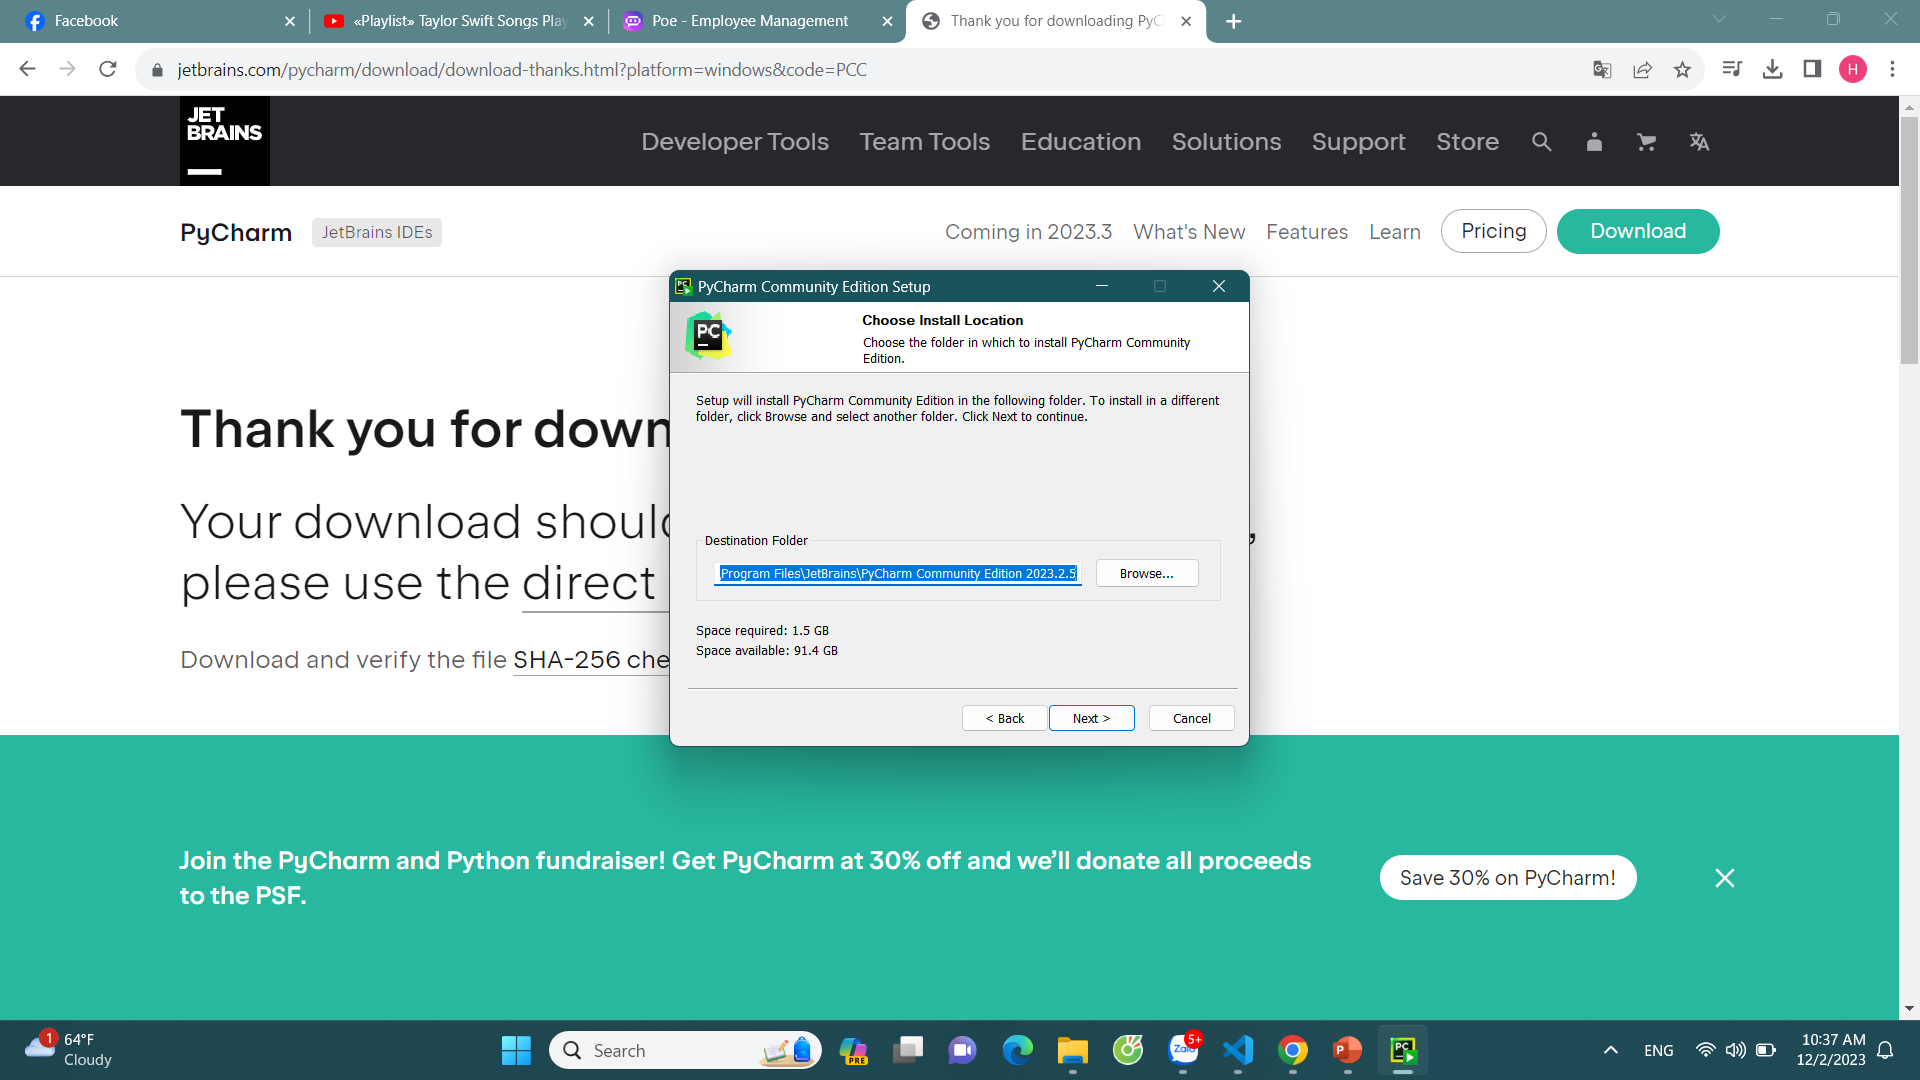 Facebook
«Playlist» Taylor Swift Songs Play
Poe - Employee Management
Thank you for downloading PyC
jetbrains.com/pycharm/download/download-thanks.html?platform=windows&code=PCC
H
JET
BRAINS
Developer Tools
Team Tools
Education
Solutions
Support
Store
PyCharm
JetBrains IDEs
Coming in 2023.3
What's New
Features
Learn
Pricing
Download
PyCharm Community Edition Setup
PC
Choose Install Location
Choose the folder in which to install PyCharm Community
Edition.
Setup will install PyCharm Community Edition in the following folder. To install in a different
folder, click Browse and select another folder. Click Next to continue.
Destination Folder
Program Files\JetBrains\PyCharm Community Edition 2023.2.5
Browse...
Space required: 1.5 GB
Space available: 91.4 GB
< Back
Next >
Cancel
Thank you for down
Your download should
,
please use the direct
Download and verify the file SHA-256 che
Join the PyCharm and Python fundraiser! Get PyCharm at 30% off and we’ll donate all proceeds
to the PSF.
Save 30% on PyCharm!
1
64°F
Cloudy
Search
PRE
Zalo
5+
P
PC
ENG
10:37 AM
12/2/2023